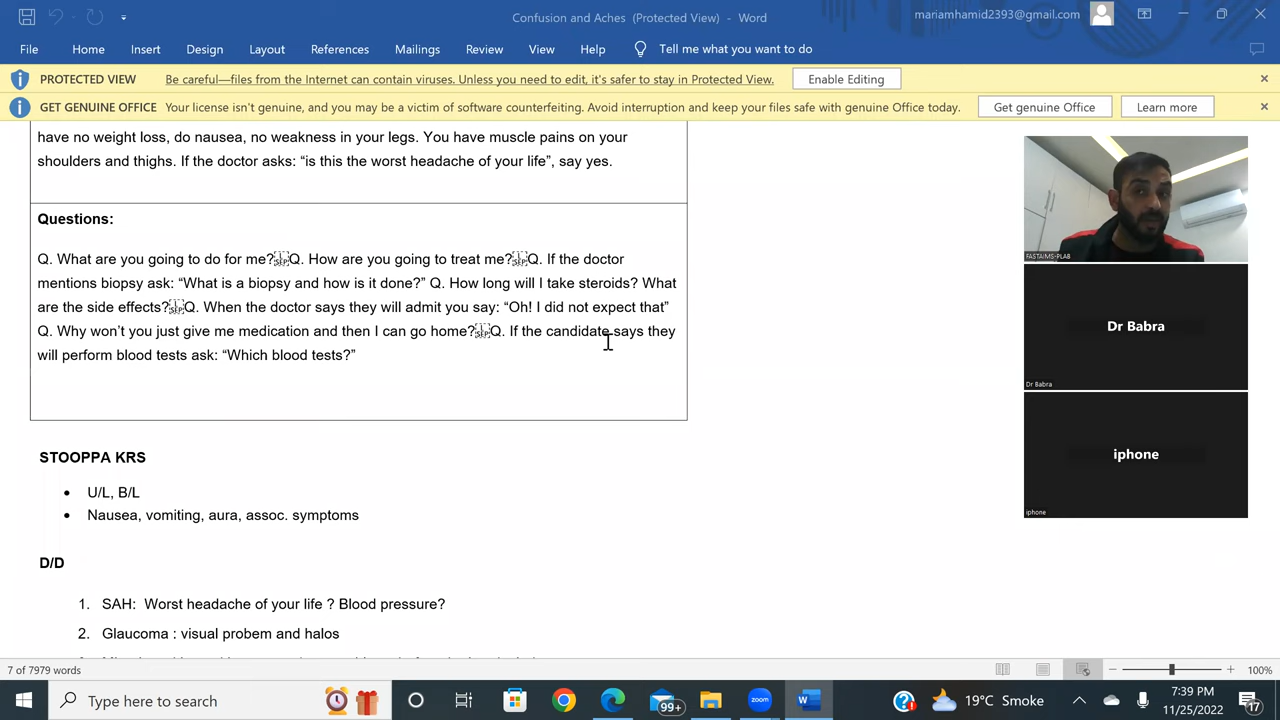 Confusion and Aches (Protected View) - Word
mariamhamid2393@gmail.com
File Home Insert Design Layout References Mailings Review View Help Tell me what you want to do
PROTECTED VIEW Be careful—files from the Internet can contain viruses. Unless you need to edit, it's safer to stay in Protected View. Enable Editing
GET GENUINE OFFICE Your license isn't genuine, and you may be a victim of software counterfeiting. Avoid interruption and keep your files safe with genuine Office today. Get genuine Office Learn more
have no weight loss, do nausea, no weakness in your legs. You have muscle pains on your
shoulders and thighs. If the doctor asks: “is this the worst headache of your life”, say yes.
Questions:
Q. What are you going to do for me? Q. How are you going to treat me? Q. If the doctor
mentions biopsy ask: “What is a biopsy and how is it done?” Q. How long will I take steroids? What
are the side effects? Q. When the doctor says they will admit you say: “Oh! I did not expect that”
Q. Why won’t you just give me medication and then I can go home? Q. If the candidate says they
will perform blood tests ask: “Which blood tests?”
STOOPPA KRS
• U/L, B/L
• Nausea, vomiting, aura, assoc. symptoms
D/D
1. SAH: Worst headache of your life ? Blood pressure?
2. Glaucoma : visual probem and halos
FASTAIMS-PLAB
Dr Babra
Dr Babra
iphone
iphone
7 of 7979 words
100%
Type here to search
99+
zoom
19°C Smoke
7:39 PM
11/25/2022
17